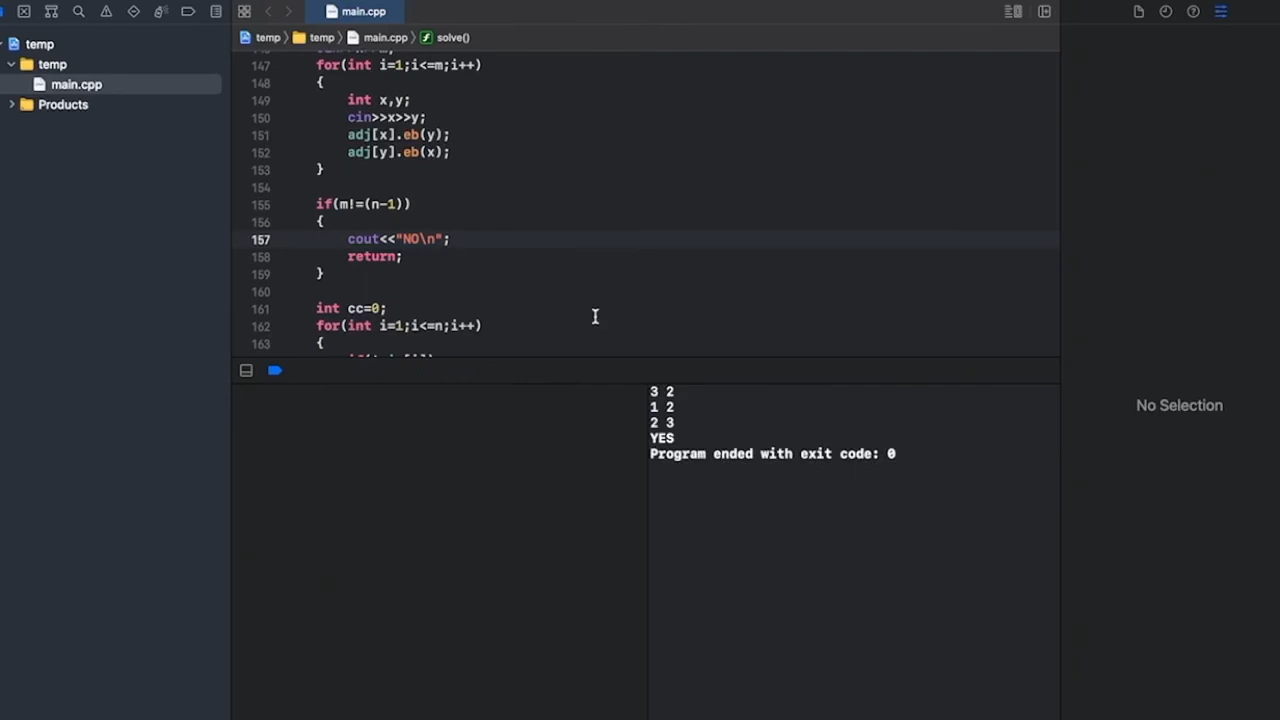 main.cpp
temp
temp
main.cpp
Products
temp
temp
main.cpp
solve()
147 for(int i=1;i<=m;i++)
148 {
149 int x,y;
150 cin>>x>>y;
151 adj[x].eb(y);
152 adj[y].eb(x);
153 }
154
155 if(m!=(n-1))
156 {
157 cout<<"NO\n";
158 return;
159 }
160
161 int cc=0;
162 for(int i=1;i<=n;i++)
163 {
3 2
1 2
2 3
YES
Program ended with exit code: 0
No Selection